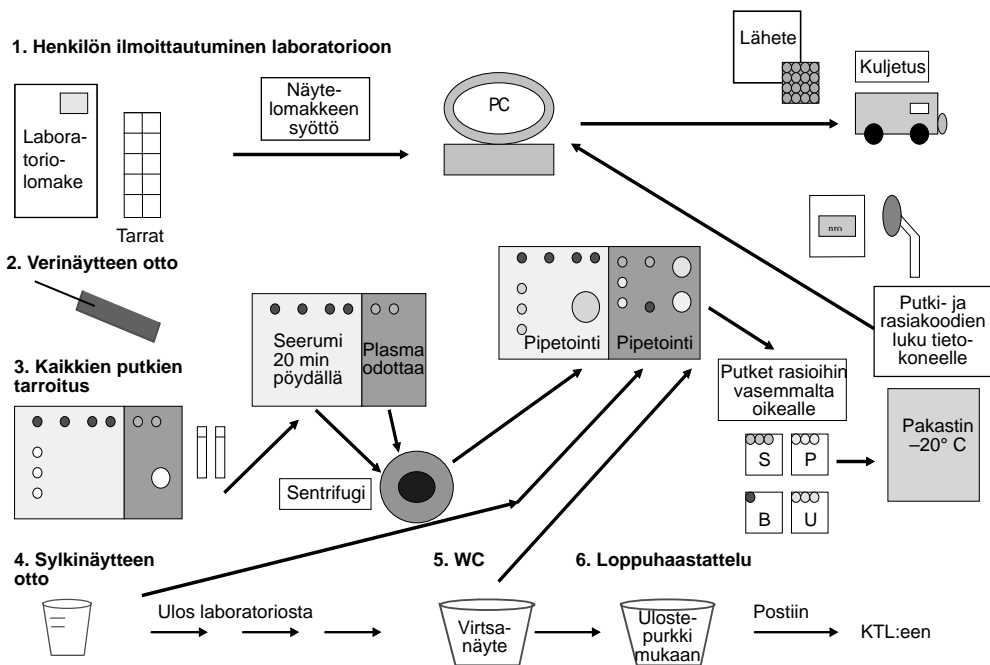 1. Henkilön ilmoittautuminen laboratorioon
Labora-
torio-
lomake
Tarrat
Näyte-
lomakkeen
syöttö
PC
Lähete
Kuljetus
nro
2. Verinäytteen otto
Seerumi
20 min
pöydällä
Plasma
odottaa
Pipetointi
Pipetointi
Putki- ja
rasiakoodien
luku tieto-
koneelle
3. Kaikkien putkien
tarroitus
Sentrifugi
Putket rasioihin
vasemmalta
oikealle
S
P
B
U
Pakastin
–20° C
4. Sylkinäytteen
otto
Ulos laboratoriosta
5. WC
Virtsa-
näyte
6. Loppuhaastattelu
Uloste-
purkki
mukaan
Postiin
KTL:een